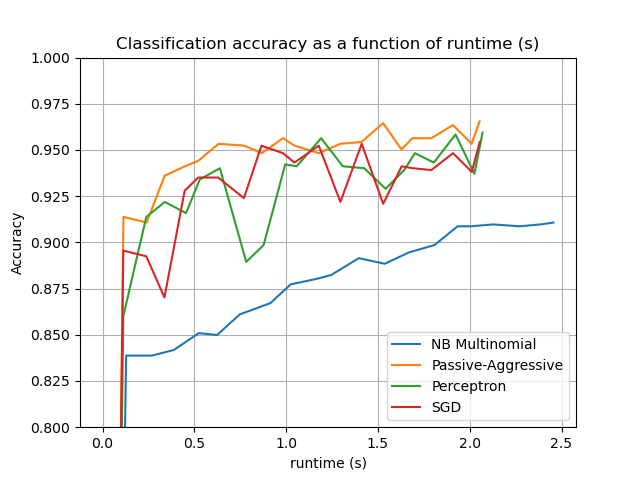 Classification accuracy as a function of runtime (s)
1.000
0.975
0.950
0.925
0.900
0.875
0.850
0.825
0.800
Accuracy
NB Multinomial
Passive-Aggressive
Perceptron
SGD
0.0 0.5 1.0 1.5 2.0 2.5
runtime (s)